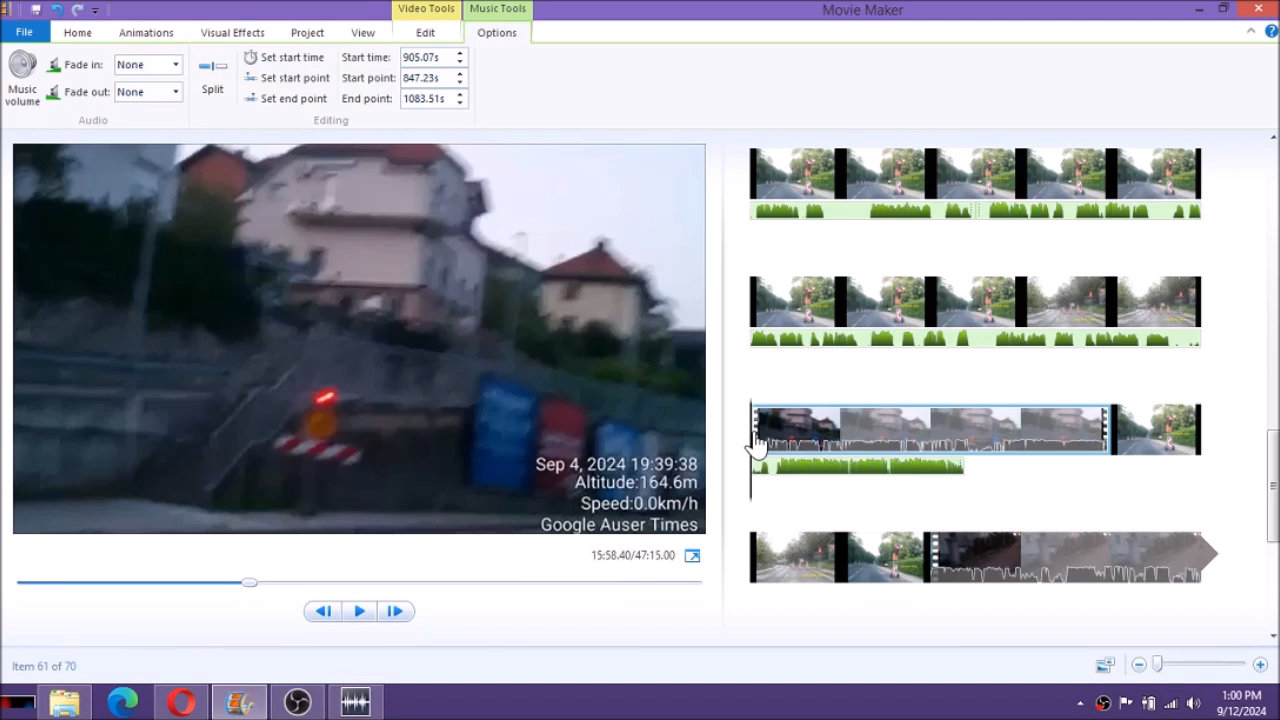 Video Tools Music Tools Movie Maker
File Home Animations Visual Effects Project View Edit Options
Music volume
Fade in: None
Fade out: None
Audio
Split
Set start time Start time: 905.07s
Set start point Start point: 847.23s
Set end point End point: 1083.51s
Editing
Sep 4, 2024 19:39:38
Altitude:164.6m
Speed:0.0km/h
Google Auser Times
15:58.40/47:15.00
Item 61 of 70
1:00 PM
9/12/2024